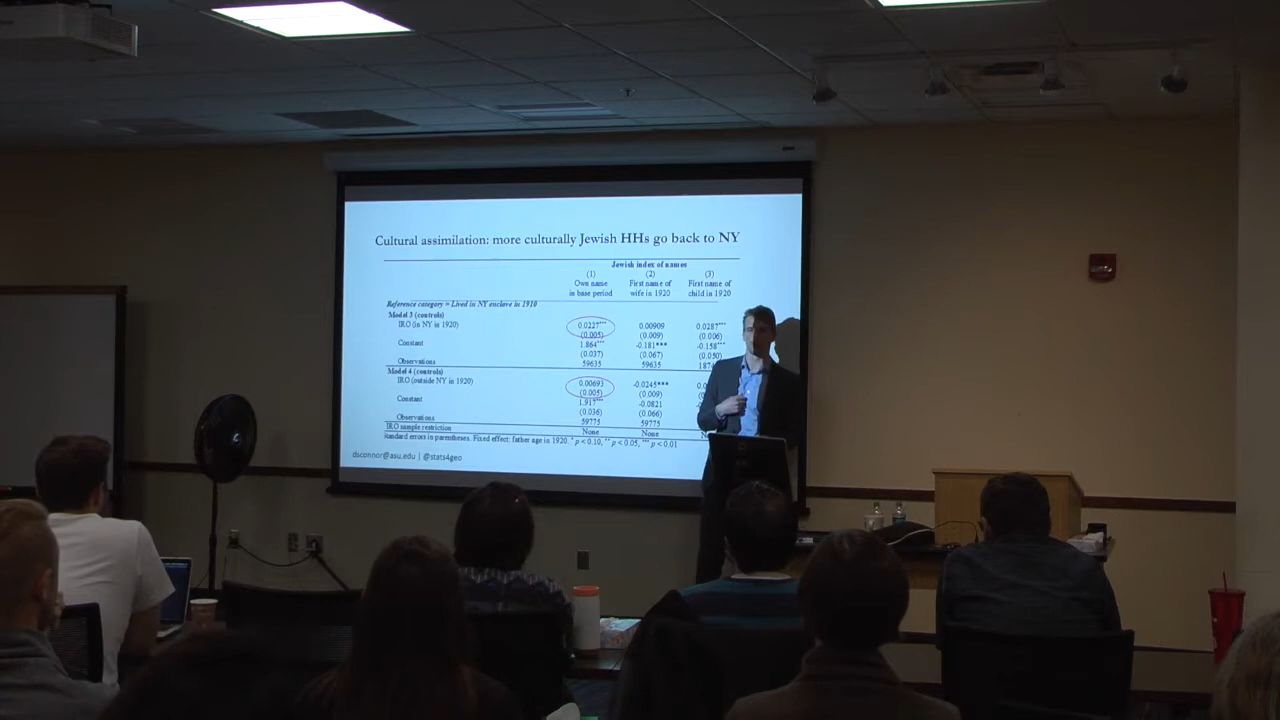 Cultural assimilation: more culturally Jewish HHs go back to NY
Jewish index of names
(1) (2) (3)
Own name First name of First name of
in base period wife in 1920 child in 1920
Reference category = Lived in NY enclave in 1910
Model 3 (controls)
IRO (in NY in 1920) 0.0227*** 0.00909 0.0287***
(0.005) (0.009) (0.006)
Constant 1.864*** -0.181*** -0.158***
(0.037) (0.067) (0.050)
Observations 59635 59635
Model 4 (controls)
IRO (outside NY in 1920) 0.00693 -0.0245***
(0.005) (0.009)
Constant 1.917*** -0.0821
(0.036) (0.066)
Observations 59775 59775
IRO sample restriction None None
standard errors in parentheses. Fixed effect: father age in 1920. * p < 0.10, ** p < 0.05, *** p < 0.01
dsconnor@asu.edu | @stats4geo